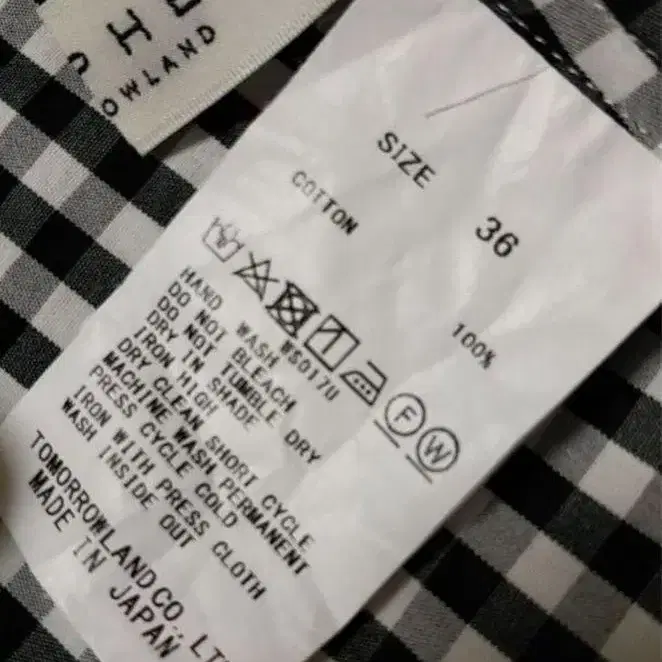 OWLAND
SIZE 36
COTTON 100%
F W
HAND WASH WS017U
DO NOT BLEACH
DO NOT TUMBLE DRY
DRY IN SHADE
IRON HIGH
DRY CLEAN SHORT CYCLE
MACHINE WASH PERMANENT
PRESS CYCLE COLD
IRON WITH PRESS CLOTH
WASH INSIDE OUT
TOMORROWLAND CO., LT
MADE IN JAPAN